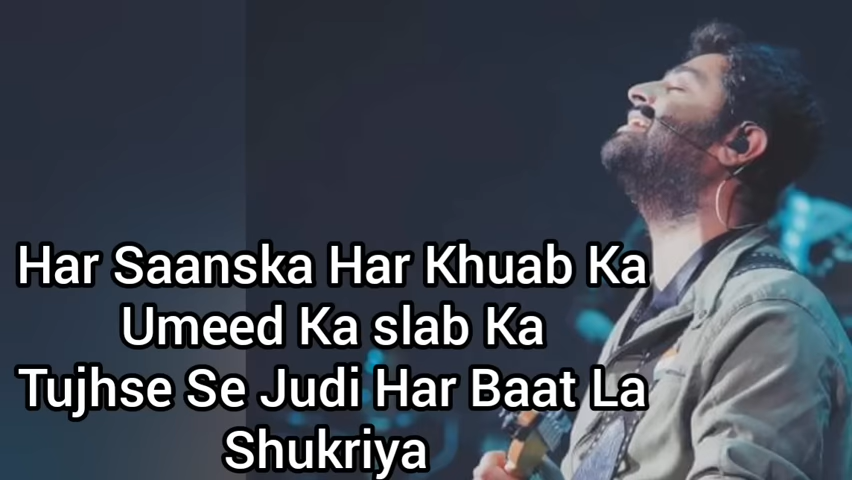 Har Saanska Har Khuab Ka
Umeed Ka slab Ka
Tujhse Se Judi Har Baat La
Shukriya